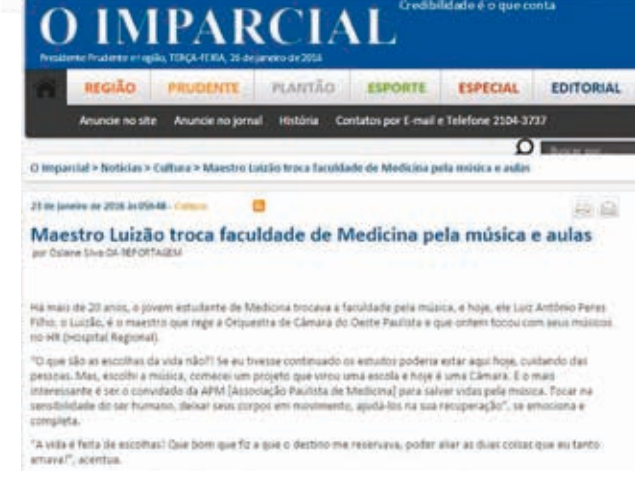 Credibilidade é o que conta
O IMPARCIAL
Presidente Prudente e região, TERÇA-FEIRA, 26 de janeiro de 2016
REGIÃO PRUDENTE PLANTÃO ESPORTE ESPECIAL EDITORIAL
Anuncie no site Anuncie no jornal História Contatos por E-mail e Telefone 2104-3737
Buscar por
O Imparcial > Notícias > Cultura > Maestro Luizão troca faculdade de Medicina pela música e aulas
23 de janeiro de 2016 às 05h48 - Cultura
Maestro Luizão troca faculdade de Medicina pela música e aulas
por Oslaine Silva DA REPORTAGEM
Há mais de 20 anos, o jovem estudante de Medicina trocava a faculdade pela música, e hoje, ele Luiz Antônio Peres
Filho, o Luizão, é o maestro que rege a Orquestra de Câmara do Oeste Paulista e que ontem tocou com seus músicos
no HR (Hospital Regional).
"O que são as escolhas da vida não?! Se eu tivesse continuado os estudos poderia estar aqui hoje, cuidando das
pessoas. Mas, escolhi a música, comecei um projeto que virou uma escola e hoje é uma Câmara. E o mais
interessante é ser o convidado da APM [Associação Paulista de Medicina] para salvar vidas pela música. Tocar na
sensibilidade do ser humano, deixar seus corpos em movimento, ajudá-los na sua recuperação", se emociona e
completa.
"A vida é feita de escolhas! Que bom que fiz a que o destino me reservava, poder aliar as duas coisas que eu tanto
amava!", acentua.